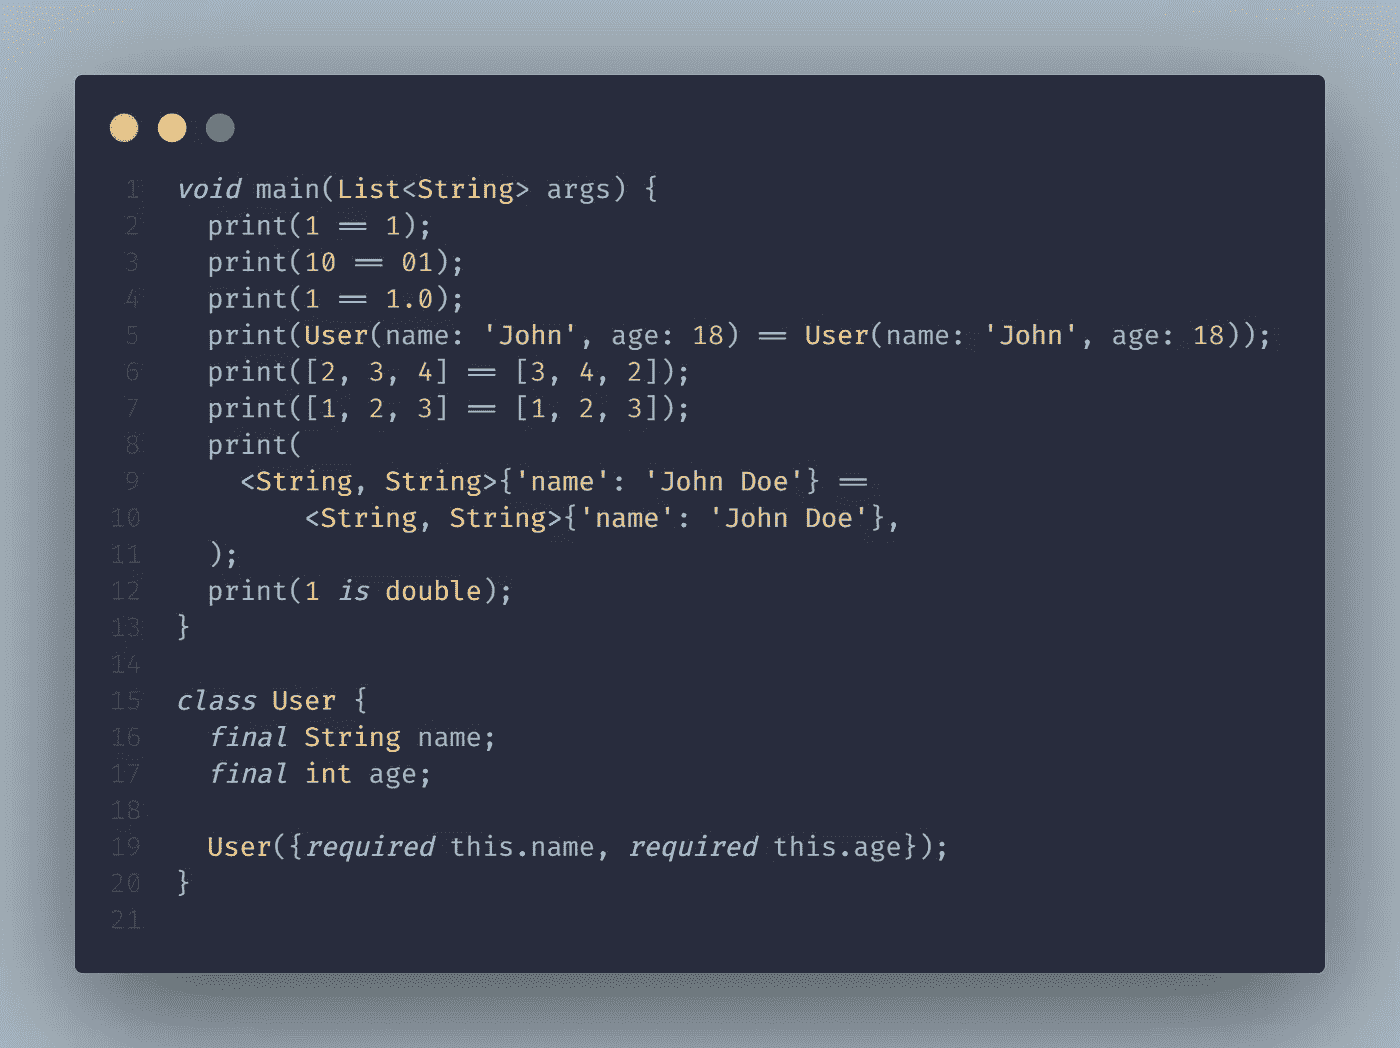 1 void main(List<String> args) {
2   print(1 == 1);
3   print(10 == 01);
4   print(1 == 1.0);
5   print(User(name: 'John', age: 18) == User(name: 'John', age: 18));
6   print([2, 3, 4] == [3, 4, 2]);
7   print([1, 2, 3] == [1, 2, 3]);
8   print(
9     <String, String>{'name': 'John Doe'} ==
10         <String, String>{'name': 'John Doe'},
11   );
12   print(1 is double);
13 }
14
15 class User {
16   final String name;
17   final int age;
18
19   User({required this.name, required this.age});
20 }
21